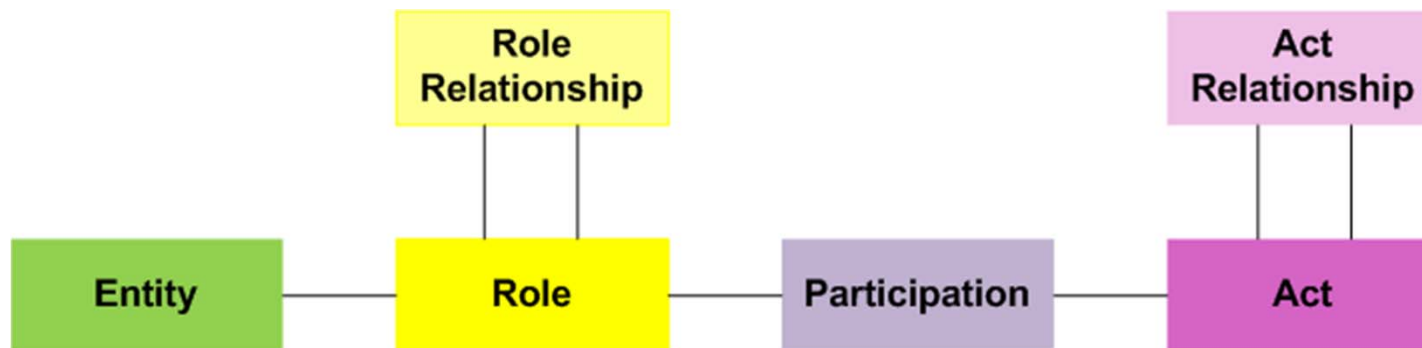 Role
Relationship
Act
Relationship
Entity
Role
Participation
Act